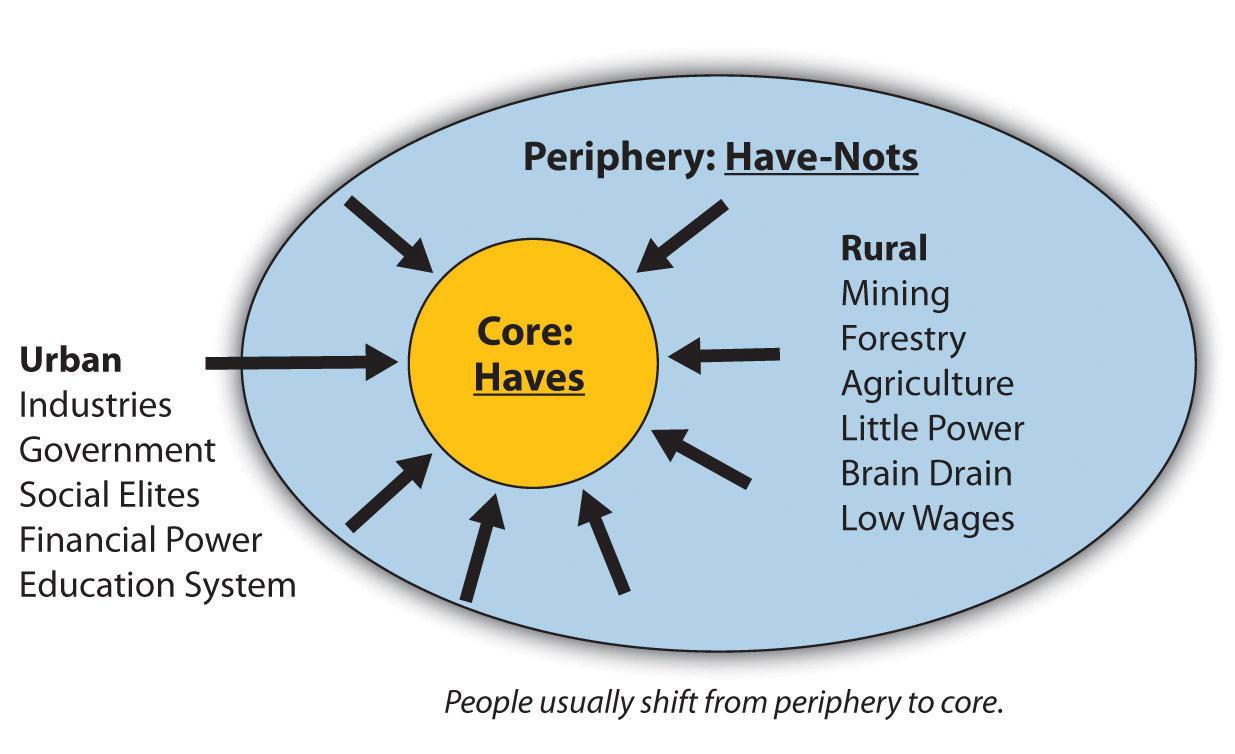 Periphery: Have-Nots
Core:
Haves
Urban
Industries
Government
Social Elites
Financial Power
Education System
Rural
Mining
Forestry
Agriculture
Little Power
Brain Drain
Low Wages
People usually shift from periphery to core.